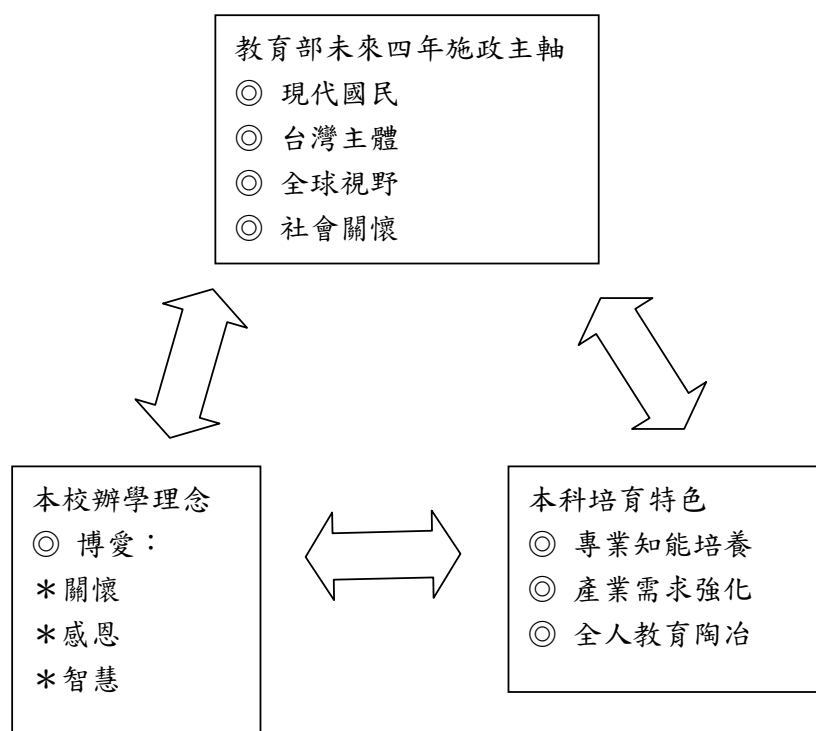 教育部未來四年施政主軸
◎ 現代國民
◎ 台灣主體
◎ 全球視野
◎ 社會關懷
本校辦學理念
◎ 博愛：
＊關懷
＊感恩
＊智慧
本科培育特色
◎ 專業知能培養
◎ 產業需求強化
◎ 全人教育陶冶